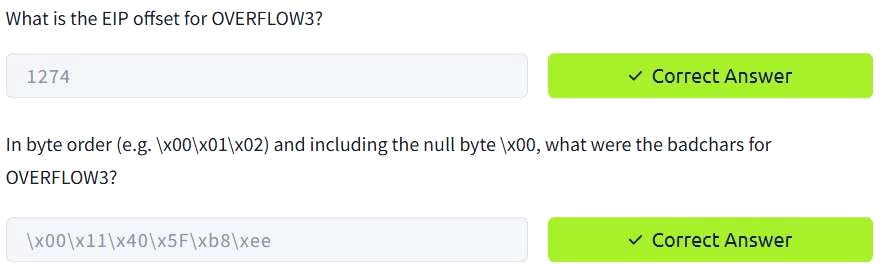 What is the EIP offset for OVERFLOW3?
1274
✓ Correct Answer
In byte order (e.g. \x00\x01\x02) and including the null byte \x00, what were the badchars for
OVERFLOW3?
\x00\x11\x40\x5F\xb8\xee
✓ Correct Answer